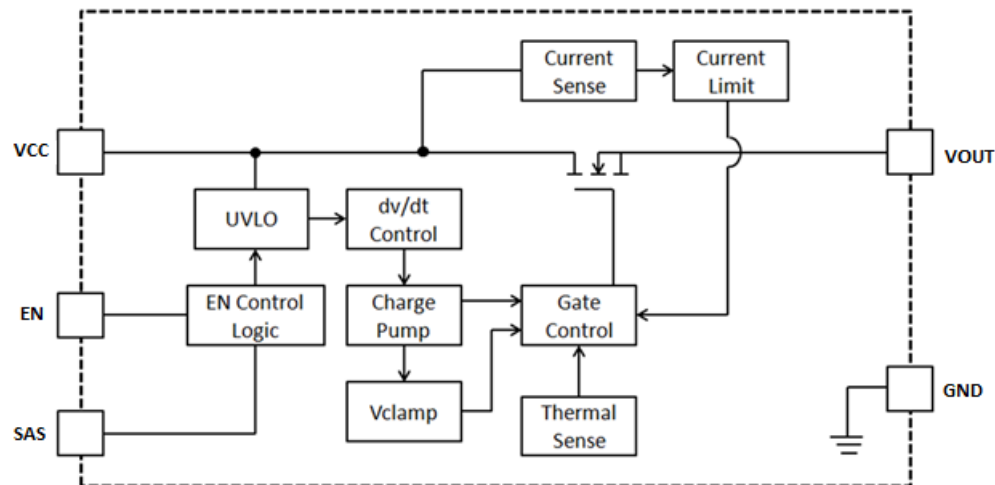 Current
Sense
Current
Limit
VCC
VOUT
UVLO
dv/dt
Control
EN
EN Control
Logic
Charge
Pump
Gate
Control
GND
SAS
Vclamp
Thermal
Sense